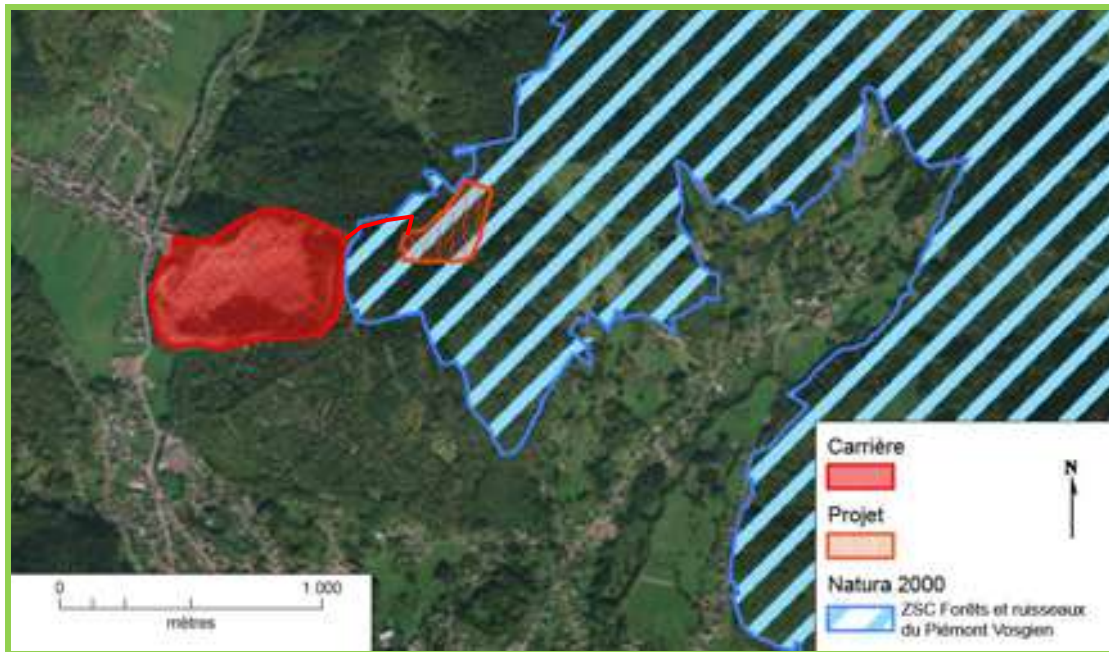 Carrière
N
Projet
Natura 2000
ZSC Forêts et ruisseaux
du Piémont Vosgien
0
1 000
mètres